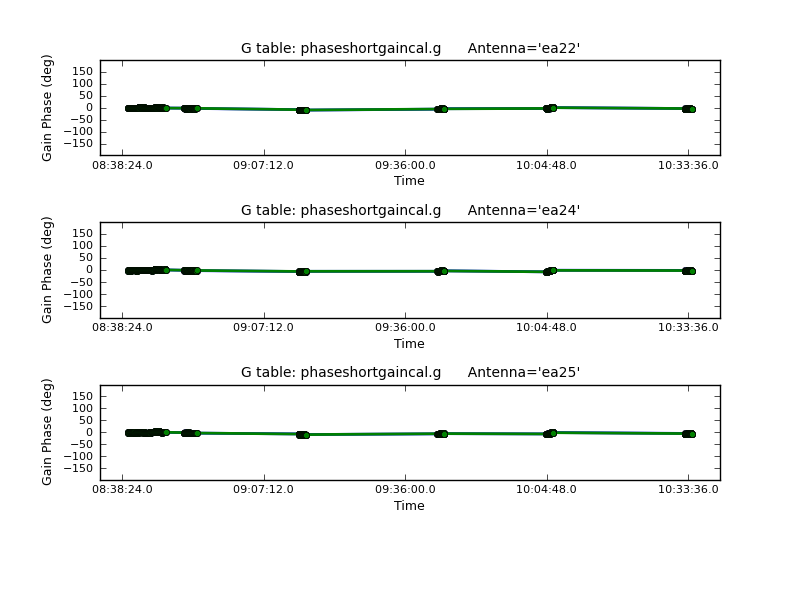 G table: phaseshortgaincal.g Antenna='ea22'
Gain Phase (deg)
150
100
50
0
−50
−100
−150
08:38:24.0 09:07:12.0 09:36:00.0 10:04:48.0 10:33:36.0
Time
G table: phaseshortgaincal.g Antenna='ea24'
Gain Phase (deg)
150
100
50
0
−50
−100
−150
08:38:24.0 09:07:12.0 09:36:00.0 10:04:48.0 10:33:36.0
Time
G table: phaseshortgaincal.g Antenna='ea25'
Gain Phase (deg)
150
100
50
0
−50
−100
−150
08:38:24.0 09:07:12.0 09:36:00.0 10:04:48.0 10:33:36.0
Time